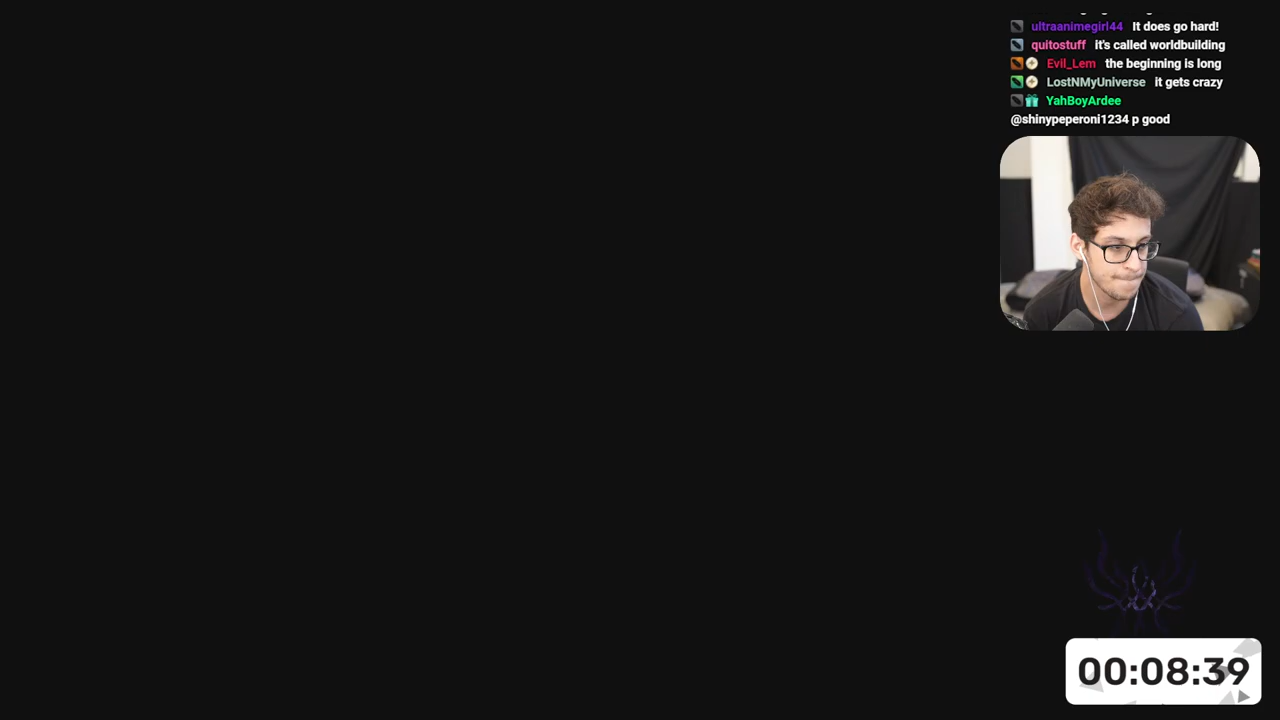 ultraanimegirl44 It does go hard!
quitostuff It's called worldbuilding
Evil_Lem the beginning is long
LostNMyUniverse it gets crazy
YahBoyArdee
@shinypeperoni1234 p good
00:08:39